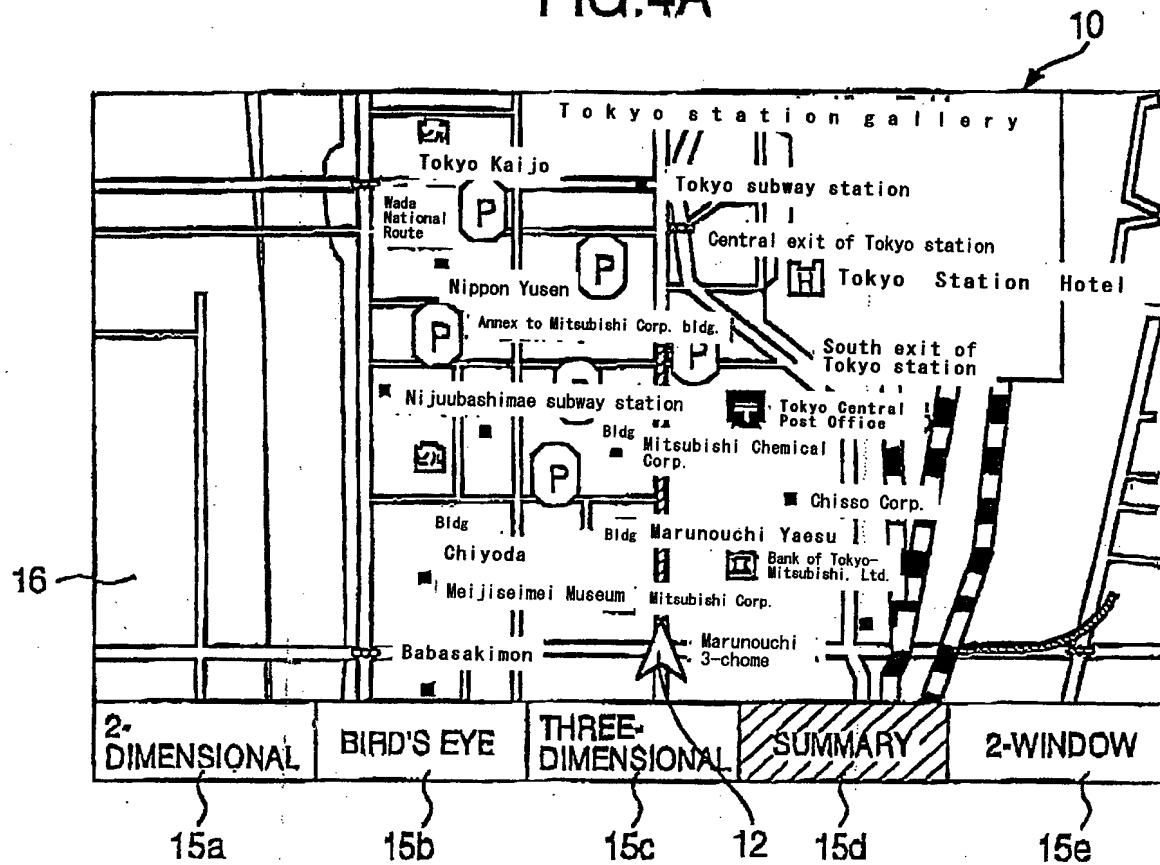 FIG.4A
10
Tokyo station gallery
Tokyo Kaijo
Tokyo subway station
Wada
National
Route
P
Central exit of Tokyo station
P
H Tokyo Station Hotel
Nippon Yusen
P
Annex to Mitsubishi Corp. bldg.
P
South exit of
Tokyo station
Nijuubashimae subway station
Tokyo Central
Post Office
Bldg
Mitsubishi Chemical
Corp.
P
Chisso Corp.
Bldg
Bldg
Marunouchi Yaesu
Chiyoda
Bank of Tokyo-
Mitsubishi. Ltd.
16
Meijiseimei Museum
Mitsubishi Corp.
Marunouchi
3-chome
Babasakimon
2-
DIMENSIONAL
BIRD'S EYE
THREE-
DIMENSIONAL
SUMMARY
2-WINDOW
15a
15b
15c
12
15d
15e